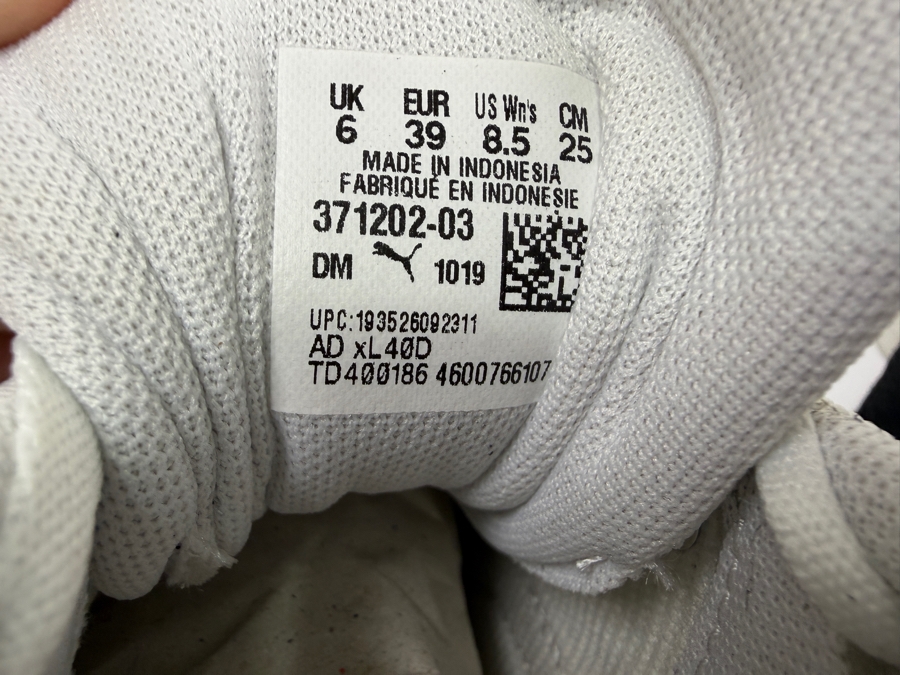 UK EUR US Wn's CM
6 39 8.5 25
MADE IN INDONESIA
FABRIQUÉ EN INDONESIE
371202-03
DM 1019
UPC:193526092311
AD xL40D
TD400186 4600766107